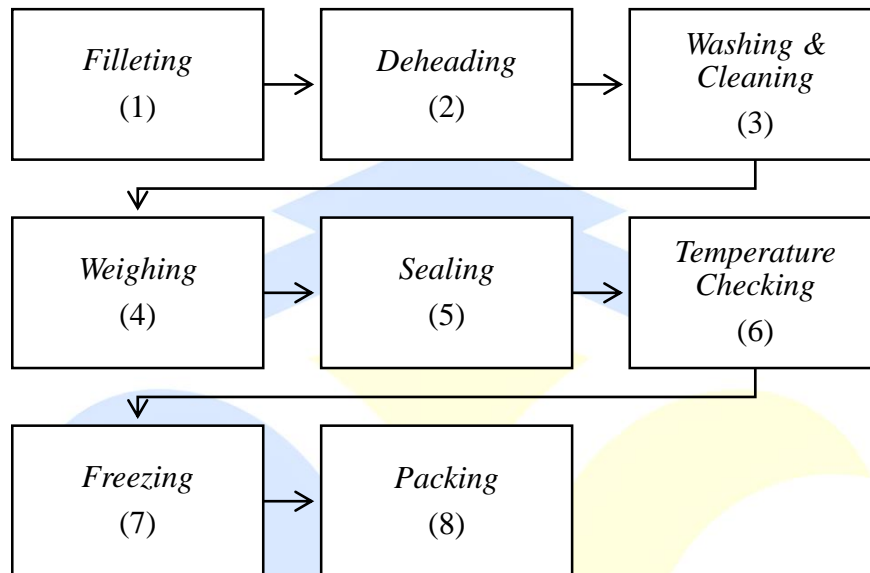 Filleting
(1)
Deheading
(2)
Washing &
Cleaning
(3)
Weighing
(4)
Sealing
(5)
Temperature
Checking
(6)
Freezing
(7)
Packing
(8)